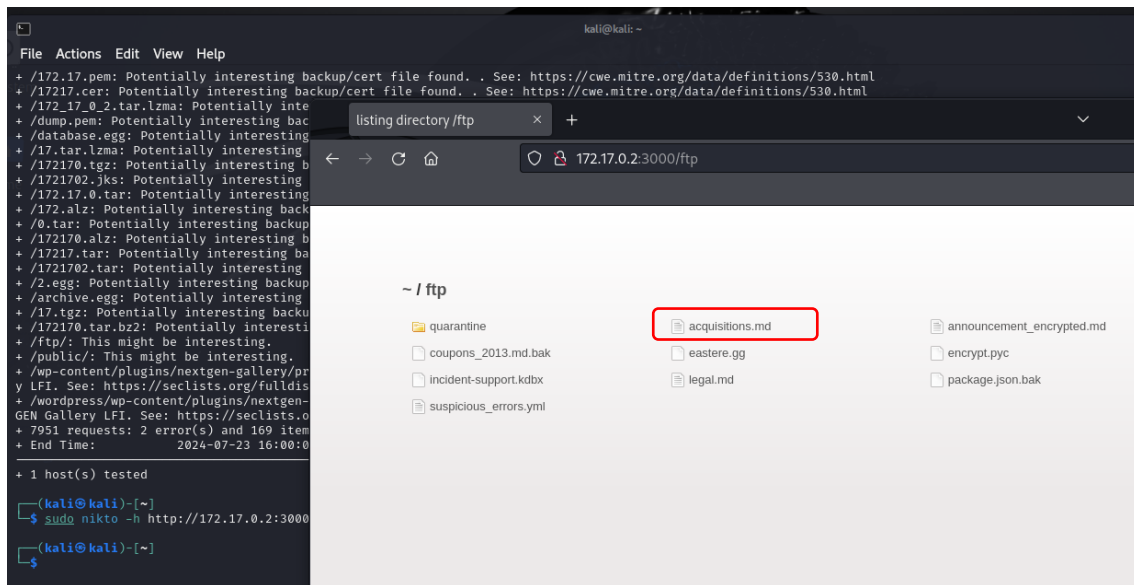 kali@kali: ~
File Actions Edit View Help
+ /172.17.pem: Potentially interesting backup/cert file found. . See: https://cwe.mitre.org/data/definitions/530.html
+ /17217.cer: Potentially interesting backup/cert file found. . See: https://cwe.mitre.org/data/definitions/530.html
+ /172_17_0_2.tar.lzma: Potentially inte
+ /dump.pem: Potentially interesting bac
+ /database.egg: Potentially interesting
+ /17.tar.lzma: Potentially interesting
+ /172170.tgz: Potentially interesting b
+ /1721702.jks: Potentially interesting
+ /172.17.0.tar: Potentially interesting
+ /172.alz: Potentially interesting back
+ /0.tar: Potentially interesting backup
+ /172170.alz: Potentially interesting b
+ /17217.tar: Potentially interesting ba
+ /1721702.tar: Potentially interesting
+ /2.egg: Potentially interesting backup
+ /archive.egg: Potentially interesting
+ /17.tgz: Potentially interesting backu
+ /172170.tar.bz2: Potentially interesti
+ /ftp/: This might be interesting.
+ /public/: This might be interesting.
+ /wp-content/plugins/nextgen-gallery/pr
y LFI. See: https://seclists.org/fulldis
+ /wordpress/wp-content/plugins/nextgen-
GEN Gallery LFI. See: https://seclists.o
+ 7951 requests: 2 error(s) and 169 item
+ End Time: 2024-07-23 16:00:0
+ 1 host(s) tested
(kali㉿kali)-[~]
$ sudo nikto -h http://172.17.0.2:3000
(kali㉿kali)-[~]
$
listing directory /ftp
172.17.0.2:3000/ftp
~ / ftp
quarantine acquisitions.md announcement_encrypted.md
coupons_2013.md.bak eastere.gg encrypt.pyc
incident-support.kdbx legal.md package.json.bak
suspicious_errors.yml